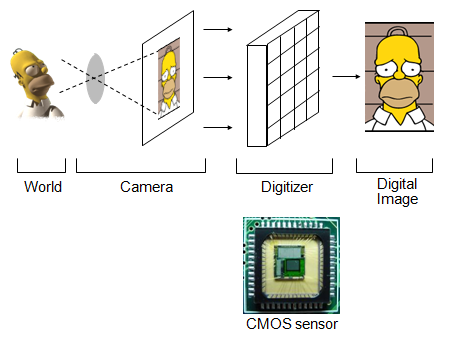 World
Camera
Digitizer
Digital
Image
CMOS sensor